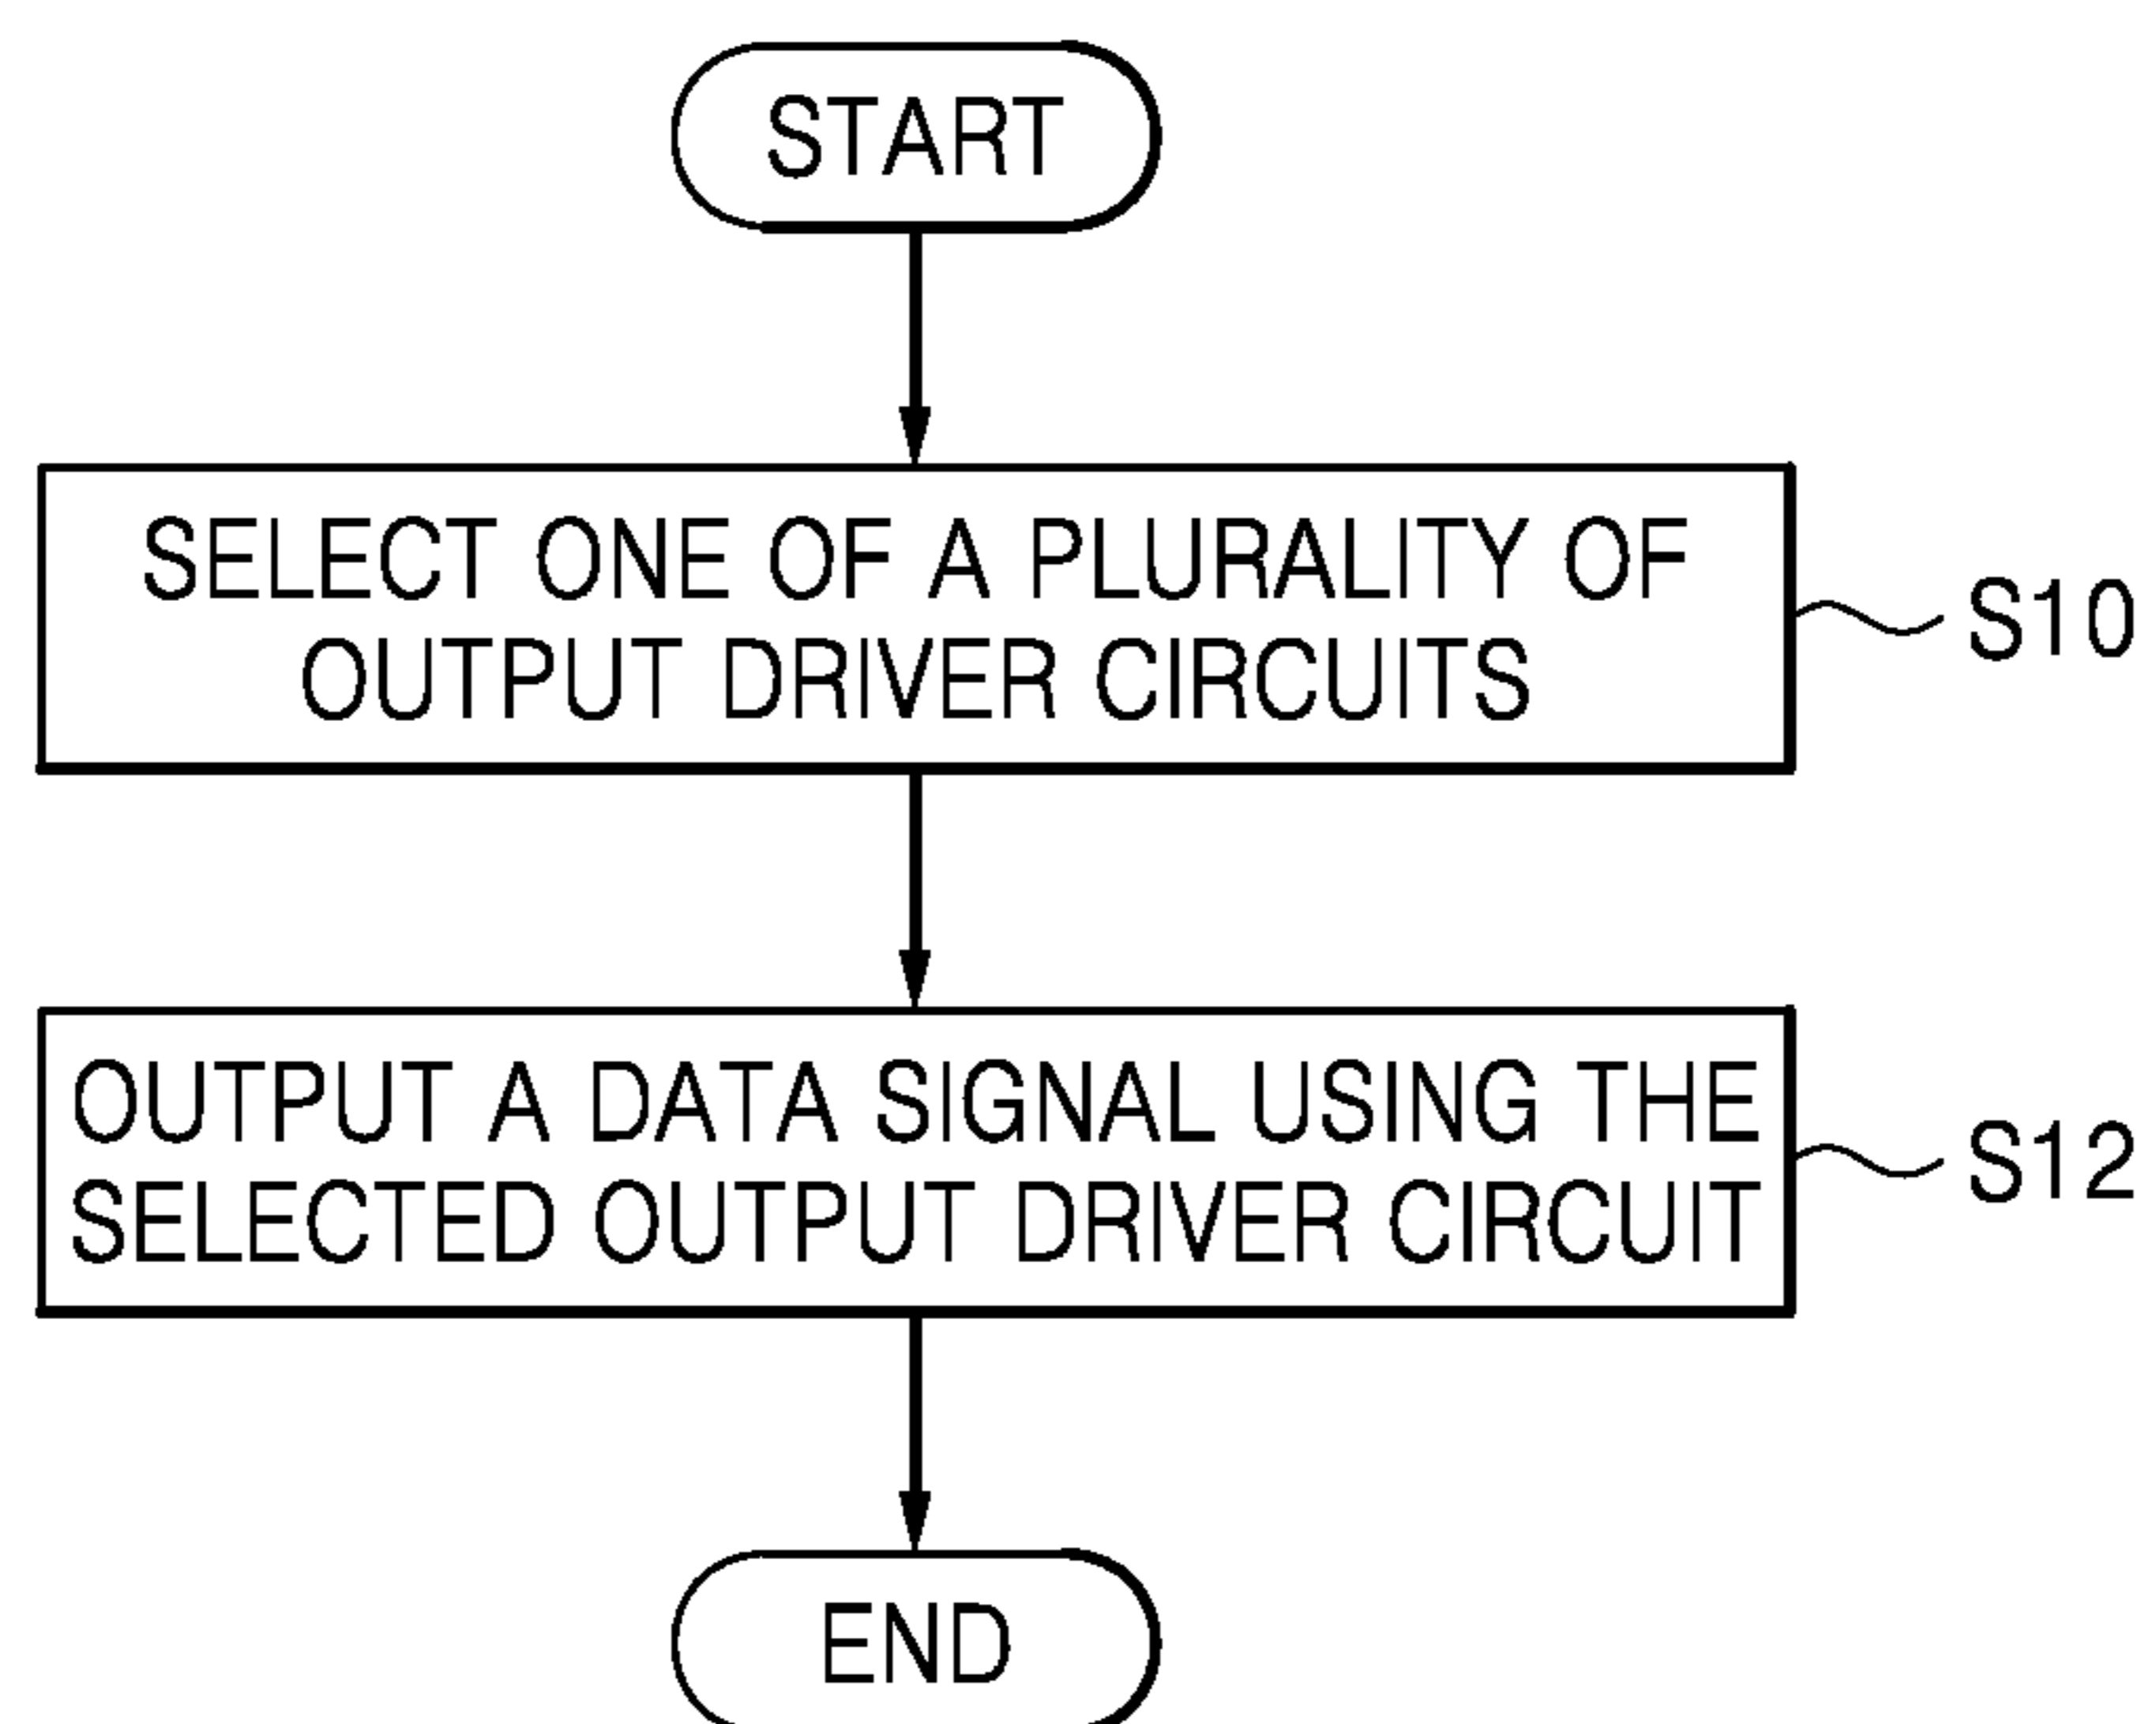 START
SELECT ONE OF A PLURALITY OF
OUTPUT DRIVER CIRCUITS
S10
OUTPUT A DATA SIGNAL USING THE
SELECTED OUTPUT DRIVER CIRCUIT
S12
END